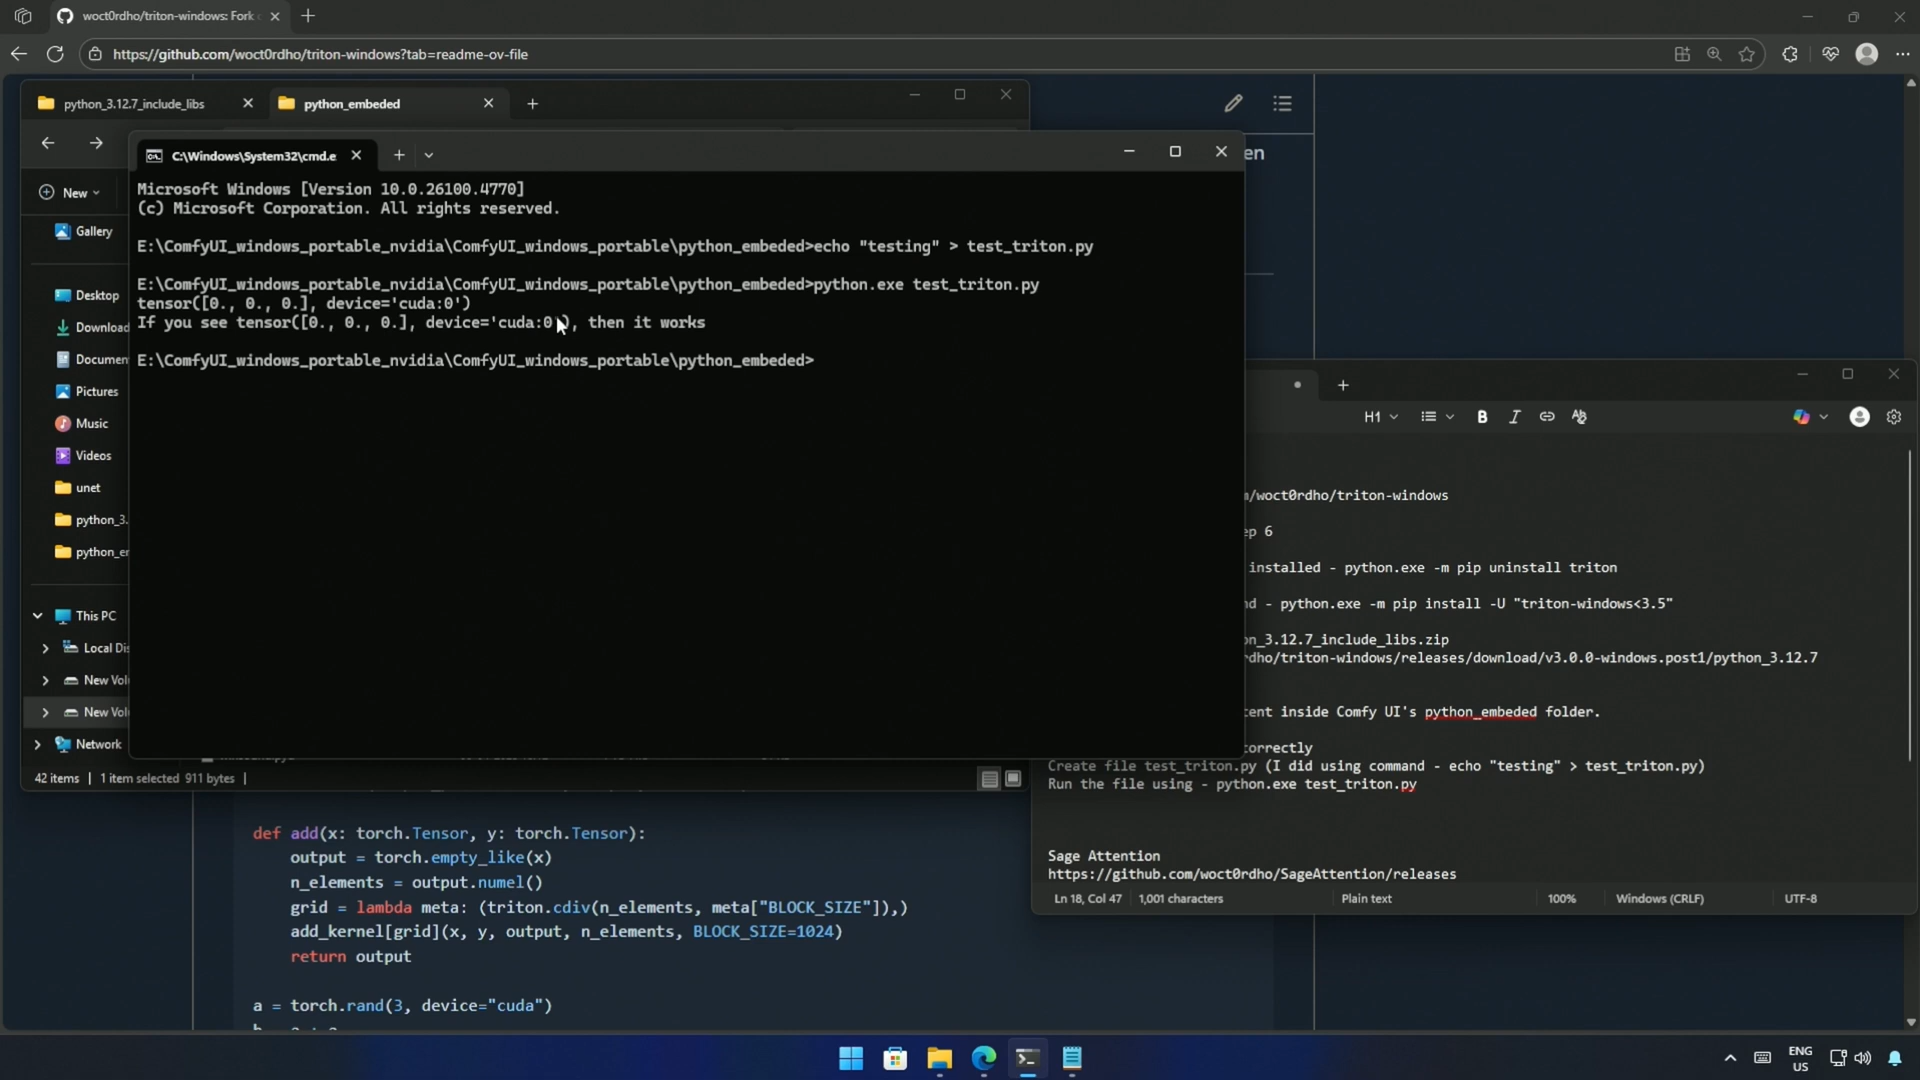 woct0rdho/triton-windows: Fork
https://github.com/woct0rdho/triton-windows?tab=readme-ov-file
python_3.12.7_include_libs
python_embeded
C:\Windows\System32\cmd.e
en
New
Microsoft Windows [Version 10.0.26100.4770]
(c) Microsoft Corporation. All rights reserved.
E:\ComfyUI_windows_portable_nvidia\ComfyUI_windows_portable\python_embeded>echo "testing" > test_triton.py
E:\ComfyUI_windows_portable_nvidia\ComfyUI_windows_portable\python_embeded>python.exe test_triton.py
tensor([0., 0., 0.], device='cuda:0')
If you see tensor([0., 0., 0.], device='cuda:0'), then it works
E:\ComfyUI_windows_portable_nvidia\ComfyUI_windows_portable\python_embeded>
Gallery
Desktop
Download
Documen
Pictures
Music
Videos
unet
python_3.
python_en
This PC
Local Dis
New Vol
New Vol
Network
42 items
1 item selected 911 bytes
H1
/woct0rdho/triton-windows
ep 6
installed - python.exe -m pip uninstall triton
nd - python.exe -m pip install -U "triton-windows<3.5"
on_3.12.7_include_libs.zip
rdho/triton-windows/releases/download/v3.0.0-windows.post1/python_3.12.7
tent inside Comfy UI's python_embeded folder.
correctly
Create file test_triton.py (I did using command - echo "testing" > test_triton.py)
Run the file using - python.exe test_triton.py
Sage Attention
https://github.com/woct0rdho/SageAttention/releases
Ln 18, Col 47
1,001 characters
Plain text
100%
Windows (CRLF)
UTF-8
def add(x: torch.Tensor, y: torch.Tensor):
output = torch.empty_like(x)
n_elements = output.numel()
grid = lambda meta: (triton.cdiv(n_elements, meta["BLOCK_SIZE"]),)
add_kernel[grid](x, y, output, n_elements, BLOCK_SIZE=1024)
return output
a = torch.rand(3, device="cuda")
ENG
US